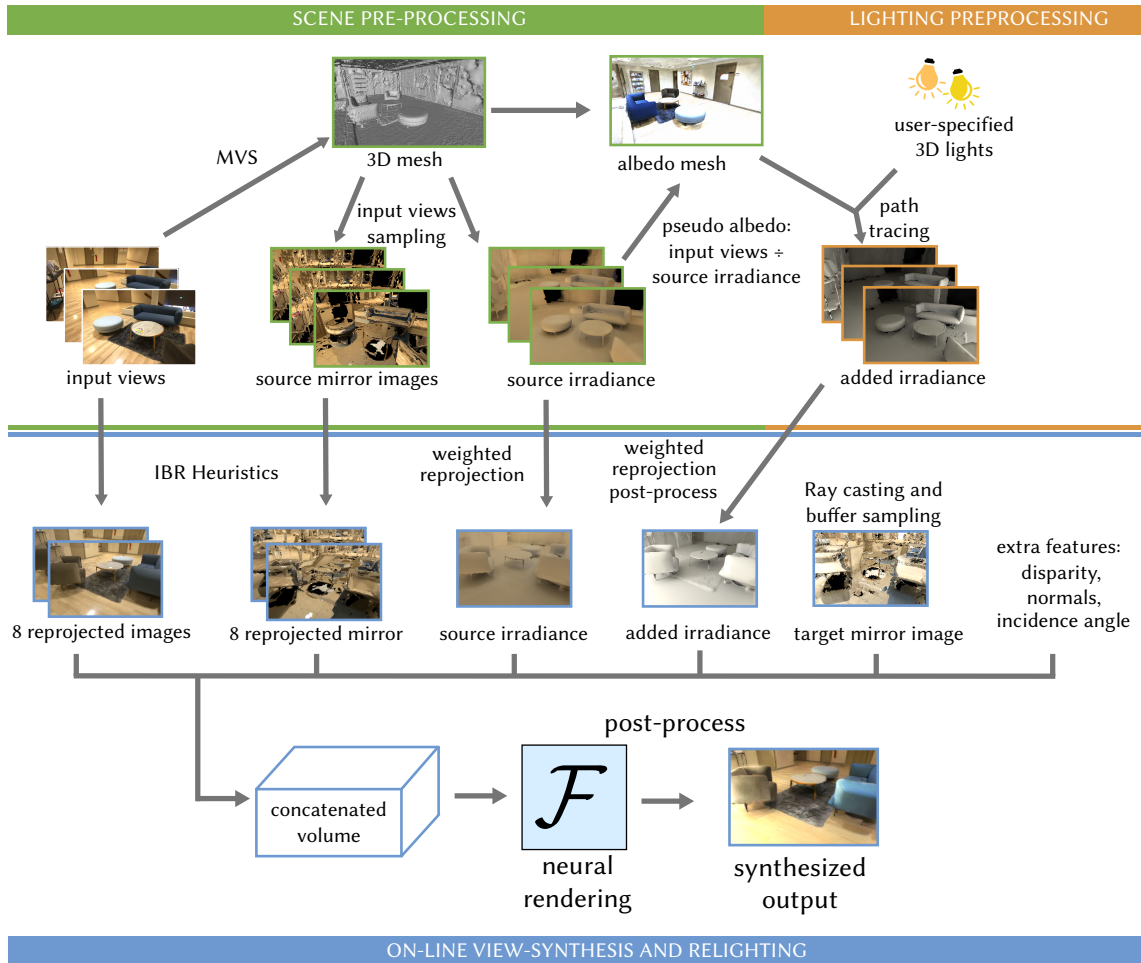 SCENE PRE-PROCESSING
LIGHTING PREPROCESSING
user-specified
3D lights
MVS
3D mesh
albedo mesh
input views
sampling
pseudo albedo:
input views ÷
source irradiance
path
tracing
input views
source mirror images
source irradiance
added irradiance
IBR Heuristics
weighted
reprojection
weighted
reprojection
post-process
Ray casting and
buffer sampling
extra features:
disparity,
normals,
incidence angle
8 reprojected images
8 reprojected mirror
source irradiance
added irradiance
target mirror image
post-process
concatenated
volume
F
neural
rendering
synthesized
output
ON-LINE VIEW-SYNTHESIS AND RELIGHTING